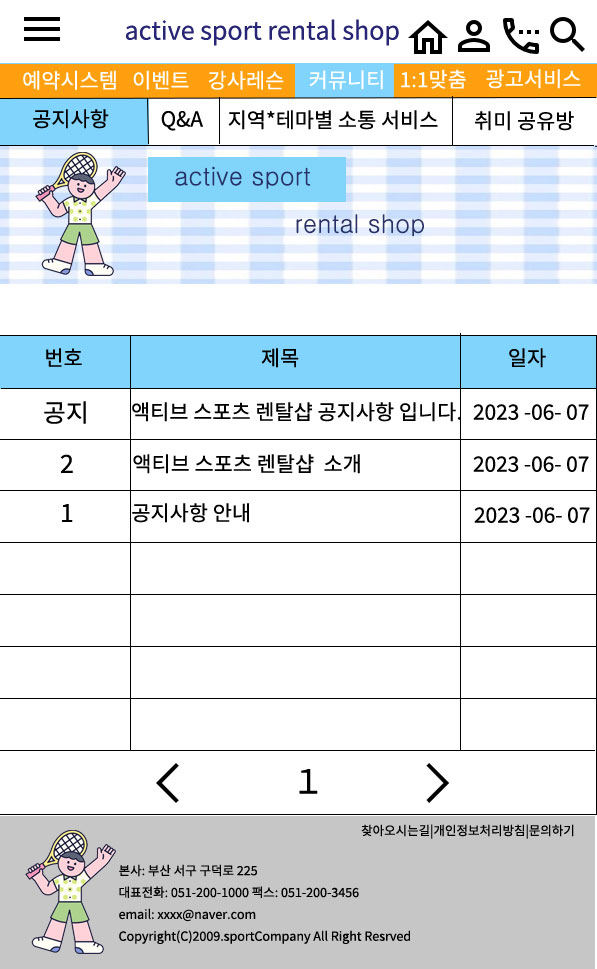 active sport rental shop
예약시스템 이벤트 강사레슨 커뮤니티 1:1맞춤 광고서비스
공지사항 Q&A 지역*테마별 소통 서비스 취미 공유방
active sport
rental shop
번호 제목 일자
공지 액티브 스포츠 렌탈샵 공지사항 입니다. 2023 -06- 07
2 액티브 스포츠 렌탈샵 소개 2023 -06- 07
1 공지사항 안내 2023 -06- 07
1
찾아오시는길|개인정보처리방침|문의하기
본사: 부산 서구 구덕로 225
대표전화: 051-200-1000 팩스: 051-200-3456
email: xxxx@naver.com
Copyright(C)2009.sportCompany All Right Resrved